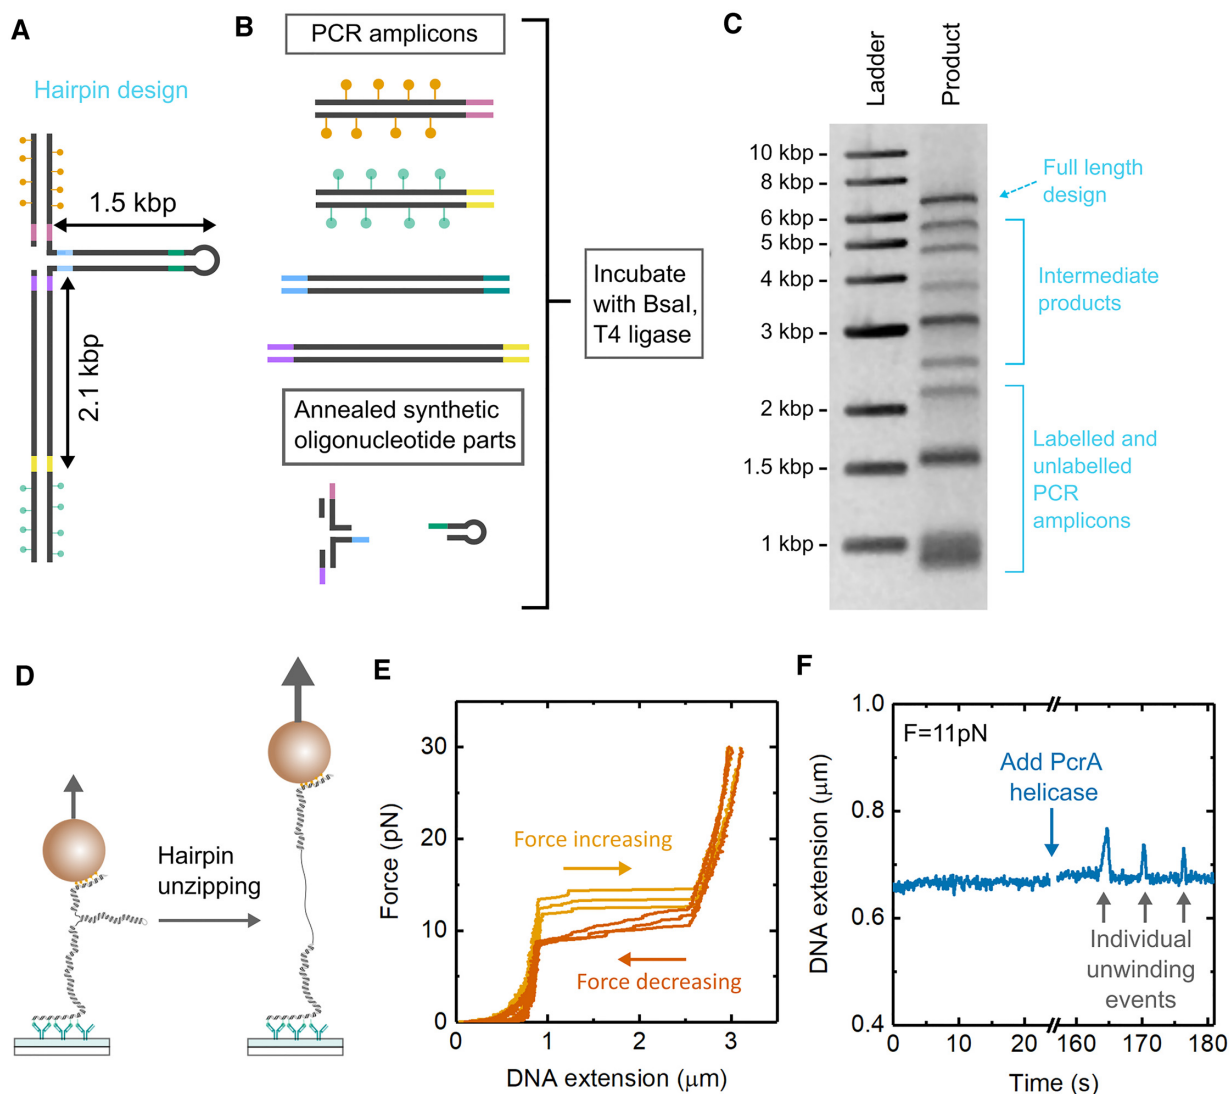 A
Hairpin design
1.5 kbp
2.1 kbp
B
PCR amplicons
Annealed synthetic
oligonucleotide parts
Incubate
with BsaI,
T4 ligase
C
Ladder
Product
10 kbp
8 kbp
6 kbp
5 kbp
4 kbp
3 kbp
2 kbp
1.5 kbp
1 kbp
Full length
design
Intermediate
products
Labelled and
unlabelled
PCR
amplicons
D
Hairpin
unzipping
E
Force (pN)
30
20
10
0
Force increasing
Force decreasing
0
1
2
3
DNA extension (μm)
F
DNA extension (μm)
1.0
0.8
0.6
0.4
F=11pN
Add PcrA
helicase
Individual
unwinding
events
0
10
20
160
170
180
Time (s)